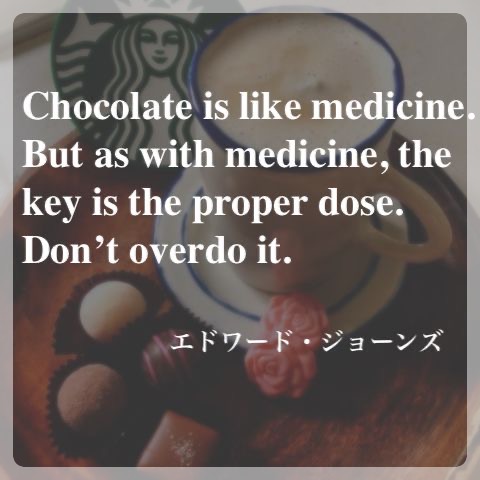 Chocolate is like medicine.
But as with medicine, the
key is the proper dose.
Don’t overdo it.
エドワード・ジョーンズ